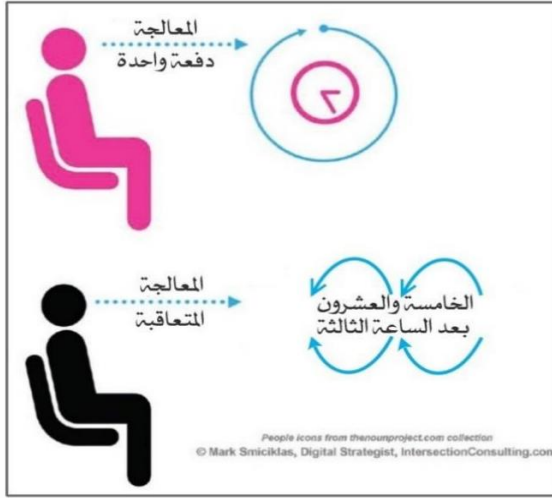 المعالجة
دفعة واحدة
المعالجة
المتعاقبة
الخامسة والعشرون
بعد الساعة الثالثة
People icons from thenounproject.com collection
© Mark Smiciklas, Digital Strategist, IntersectionConsulting.com